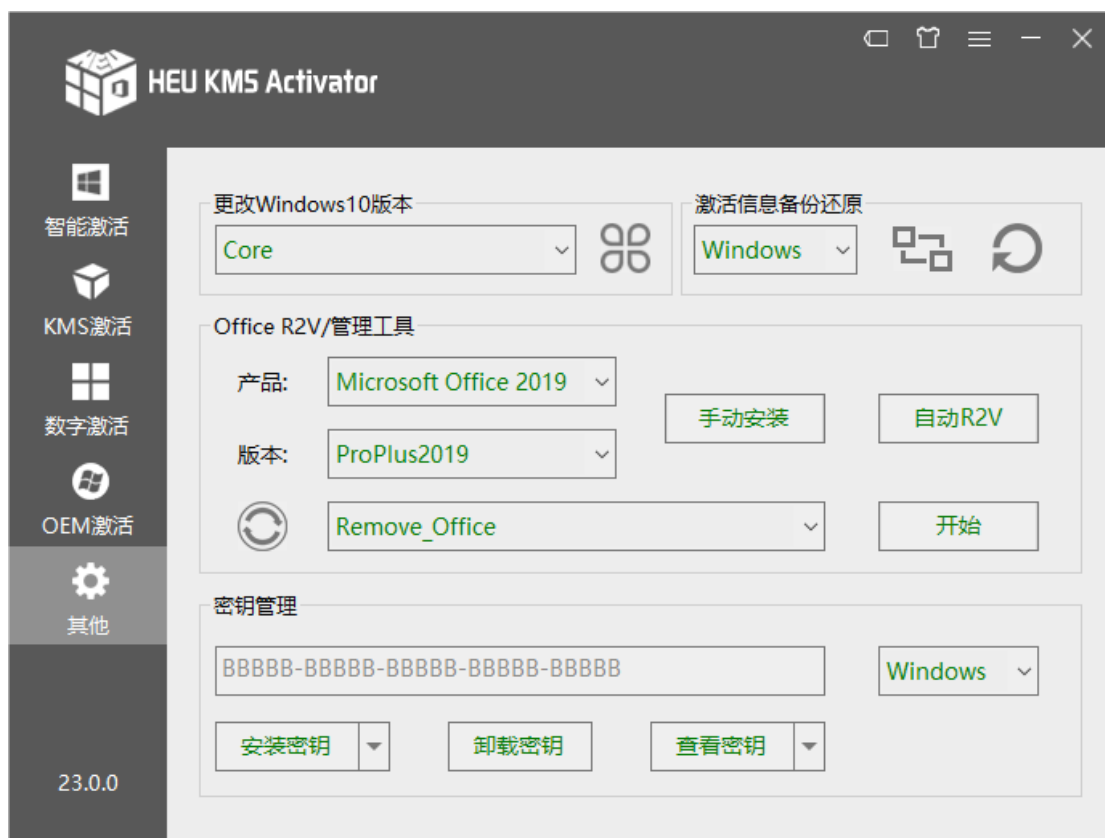 HEU KMS Activator
智能激活
KMS激活
数字激活
OEM激活
其他
23.0.0
更改Windows10版本
Core
激活信息备份还原
Windows
Office R2V/管理工具
产品: Microsoft Office 2019
手动安装 自动R2V
版本: ProPlus2019
Remove_Office 开始
密钥管理
BBBBB-BBBBB-BBBBB-BBBBB-BBBBB Windows
安装密钥 卸载密钥 查看密钥